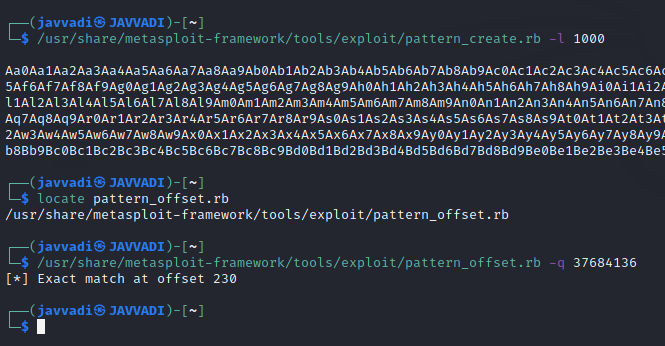 ┌──(javvadi㉿JAVVADI)-[~]
└─$ /usr/share/metasploit-framework/tools/exploit/pattern_create.rb -l 1000
Aa0Aa1Aa2Aa3Aa4Aa5Aa6Aa7Aa8Aa9Ab0Ab1Ab2Ab3Ab4Ab5Ab6Ab7Ab8Ab9Ac0Ac1Ac2Ac3Ac4Ac5Ac6Ac
5Af6Af7Af8Af9Ag0Ag1Ag2Ag3Ag4Ag5Ag6Ag7Ag8Ag9Ah0Ah1Ah2Ah3Ah4Ah5Ah6Ah7Ah8Ah9Ai0Ai1Ai2A
l1Al2Al3Al4Al5Al6Al7Al8Al9Am0Am1Am2Am3Am4Am5Am6Am7Am8Am9An0An1An2An3An4An5An6An7An8
Aq7Aq8Aq9Ar0Ar1Ar2Ar3Ar4Ar5Ar6Ar7Ar8Ar9As0As1As2As3As4As5As6As7As8As9At0At1At2At3At
2Aw3Aw4Aw5Aw6Aw7Aw8Aw9Ax0Ax1Ax2Ax3Ax4Ax5Ax6Ax7Ax8Ax9Ay0Ay1Ay2Ay3Ay4Ay5Ay6Ay7Ay8Ay9A
b8Bb9Bc0Bc1Bc2Bc3Bc4Bc5Bc6Bc7Bc8Bc9Bd0Bd1Bd2Bd3Bd4Bd5Bd6Bd7Bd8Bd9Be0Be1Be2Be3Be4Be5
┌──(javvadi㉿JAVVADI)-[~]
└─$ locate pattern_offset.rb
/usr/share/metasploit-framework/tools/exploit/pattern_offset.rb
┌──(javvadi㉿JAVVADI)-[~]
└─$ /usr/share/metasploit-framework/tools/exploit/pattern_offset.rb -q 37684136
[*] Exact match at offset 230
┌──(javvadi㉿JAVVADI)-[~]
└─$